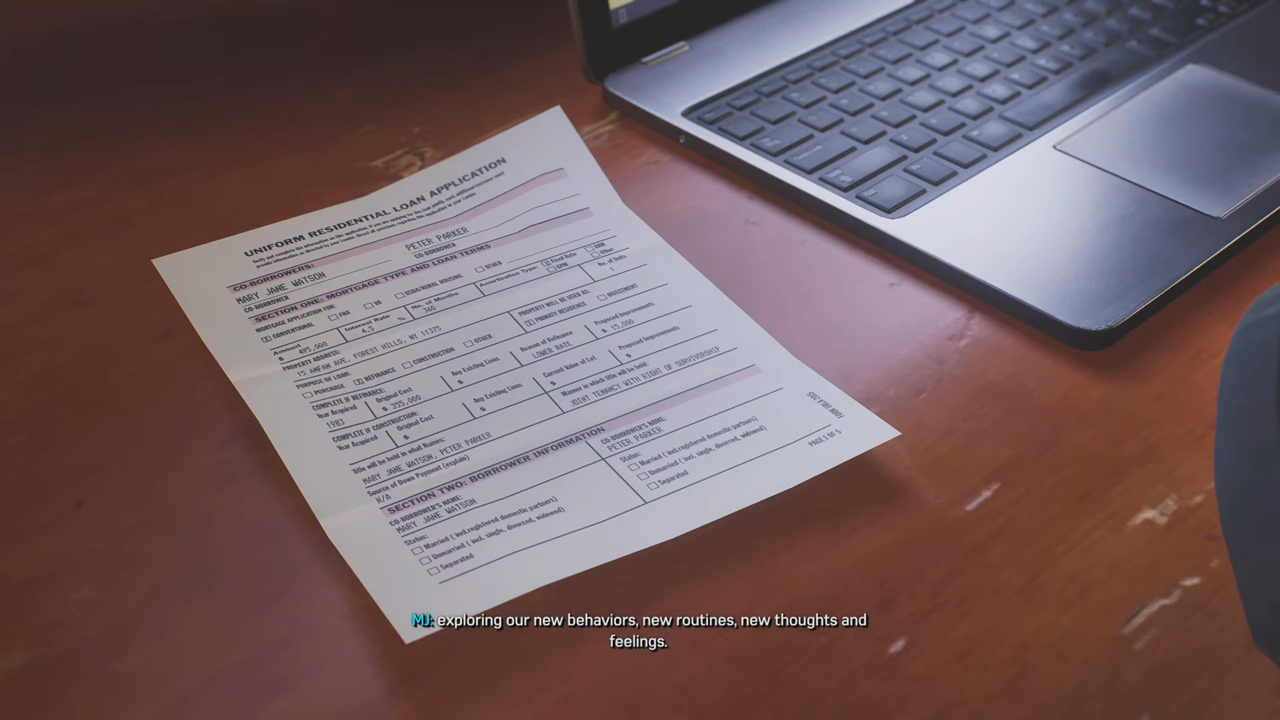 UNIFORM RESIDENTIAL LOAN APPLICATION
CO-BORROWERS:
MARY JANE WATSON PETER PARKER
CO-BORROWER CO-BORROWER
SECTION ONE: MORTGAGE TYPE AND LOAN TERMS
MORTGAGE APPLICATION FOR: FHA VA USDA/RURAL HOUSING OTHER
CONVENTIONAL
Amount Interest Rate No. of Months Amortization Type: Fixed Rate ARM GPM Other No. of Units
$ 495,000 4.5 % 360 1
PROPERTY ADDRESS: PROPERTY WILL BE USED AS:
15 AMFAN AVE, FOREST HILLS, NY 11375 PRIMARY RESIDENCE INVESTMENT
PURPOSE OF LOAN:
PURCHASE REFINANCE CONSTRUCTION OTHER
COMPLETE IF REFINANCE:
Year Acquired Original Cost Any Existing Liens Reason of Refinance Proposed Improvements
1983 $ 355,000 $ LOWER RATE $ 15,000
COMPLETE IF CONSTRUCTION:
Year Acquired Original Cost Any Existing Liens Current Value of Lot Proposed Improvements
$ $ $ $
Title will be held in what Names: Manner in which title will be held:
MARY JANE WATSON, PETER PARKER JOINT TENANCY WITH RIGHT OF SURVIVORSHIP
Source of Down Payment (explain)
N/A
SECTION TWO: BORROWER INFORMATION
CO-BORROWER'S NAME: CO-BORROWER'S NAME:
MARY JANE WATSON PETER PARKER
Status: Status:
Married ( incl.registered domestic partners) Married ( incl.registered domestic partners)
Unmarried ( incl. single, divorced, widowed) Unmarried ( incl. single, divorced, widowed)
Separated Separated
PAGE 1 OF 5
MJ: exploring our new behaviors, new routines, new thoughts and
feelings.